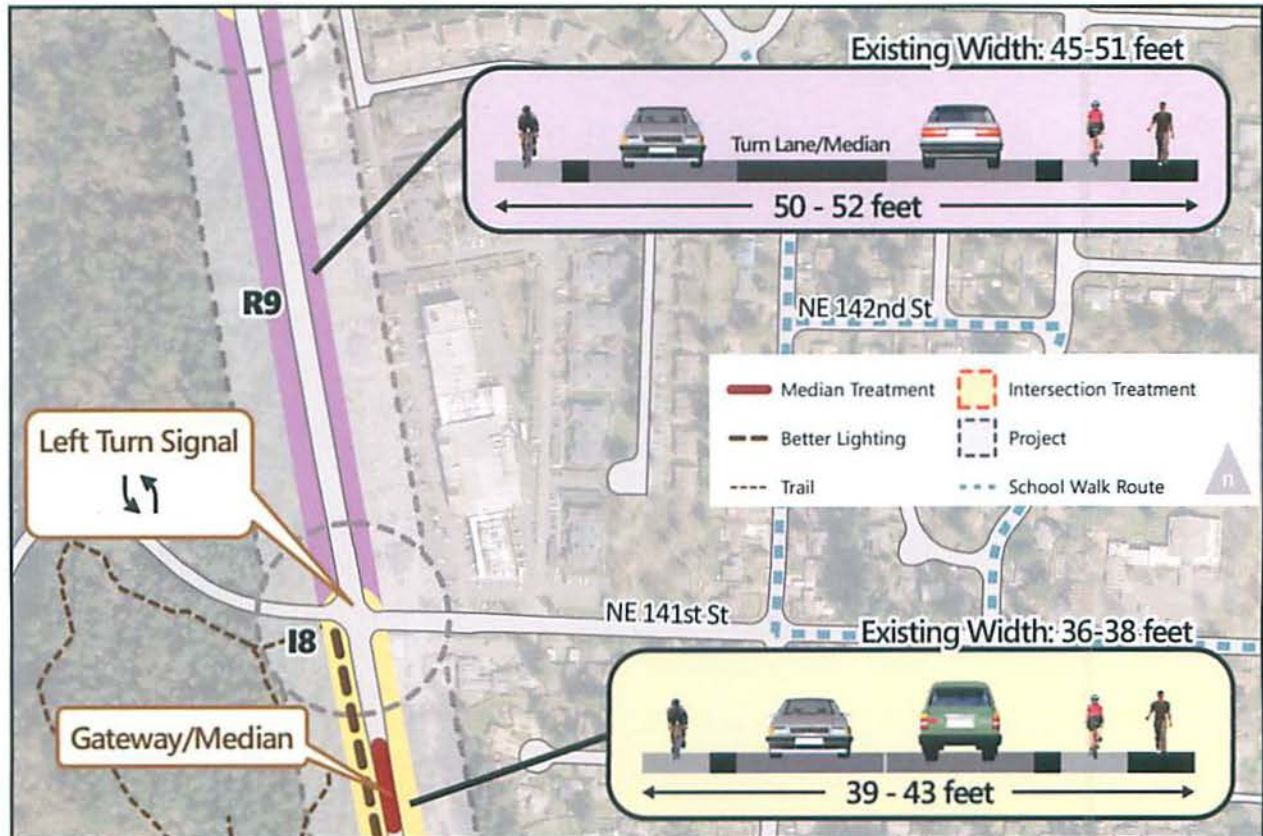 Existing Width: 45-51 feet
Turn Lane/Median
50 - 52 feet
R9
NE 142nd St
Median Treatment
Intersection Treatment
Better Lighting
Project
Trail
School Walk Route
n
Left Turn Signal
NE 141st St
I8
Existing Width: 36-38 feet
Gateway/Median
39 - 43 feet